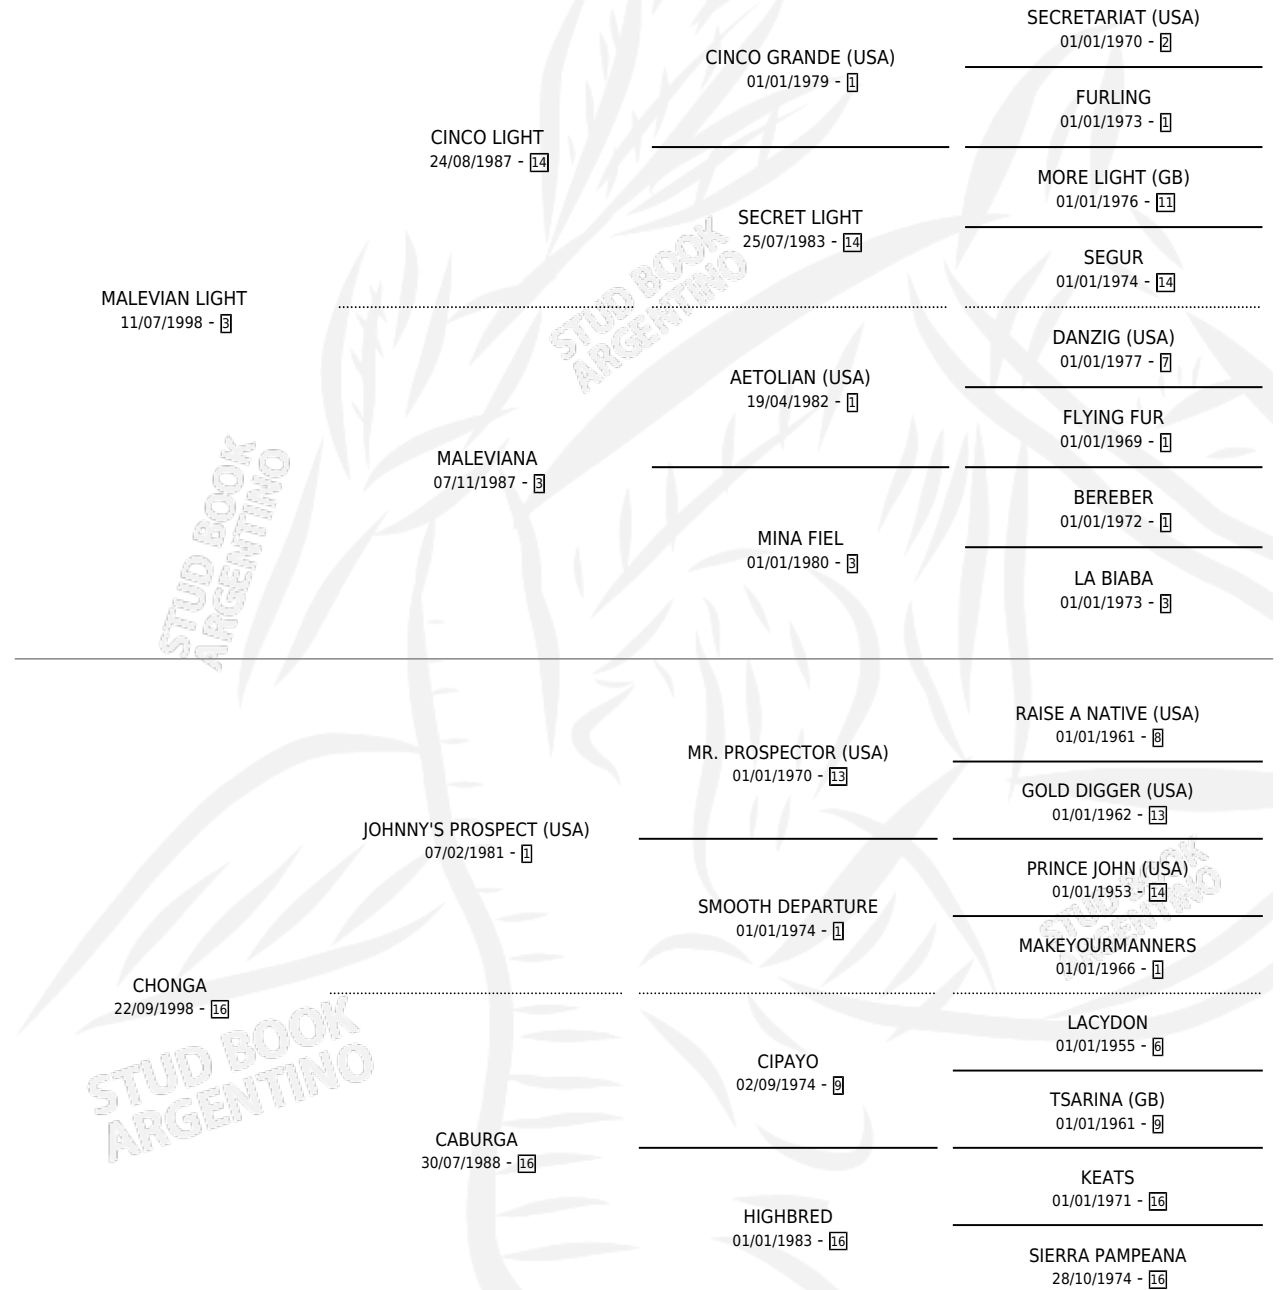 SECRETARIAT (USA)
01/01/1970 - 2
CINCO GRANDE (USA)
01/01/1979 - 1
FURLING
01/01/1973 - 1
CINCO LIGHT
24/08/1987 - 14
MORE LIGHT (GB)
01/01/1976 - 11
SECRET LIGHT
25/07/1983 - 14
SEGUR
01/01/1974 - 14
MALEVIAN LIGHT
11/07/1998 - 3
STUD BOOK
ARGENTINO
DANZIG (USA)
01/01/1977 - 7
AETOLIAN (USA)
19/04/1982 - 1
FLYING FUR
01/01/1969 - 1
MALEVIANA
07/11/1987 - 3
BEREBER
01/01/1972 - 1
MINA FIEL
01/01/1980 - 3
LA BIABA
01/01/1973 - 3
STUD BOOK
ARGENTINO
RAISE A NATIVE (USA)
01/01/1961 - 8
MR. PROSPECTOR (USA)
01/01/1970 - 13
GOLD DIGGER (USA)
01/01/1962 - 13
JOHNNY'S PROSPECT (USA)
07/02/1981 - 1
PRINCE JOHN (USA)
01/01/1953 - 14
SMOOTH DEPARTURE
01/01/1974 - 1
STUD BOOK
ARGENTINO
MAKEYOURMANNERS
01/01/1966 - 1
CHONGA
22/09/1998 - 16
STUD BOOK
ARGENTINO
LACYDON
01/01/1955 - 6
CIPAYO
02/09/1974 - 9
TSARINA (GB)
01/01/1961 - 9
CABURGA
30/07/1988 - 16
KEATS
01/01/1971 - 16
HIGHBRED
01/01/1983 - 16
SIERRA PAMPEANA
28/10/1974 - 16